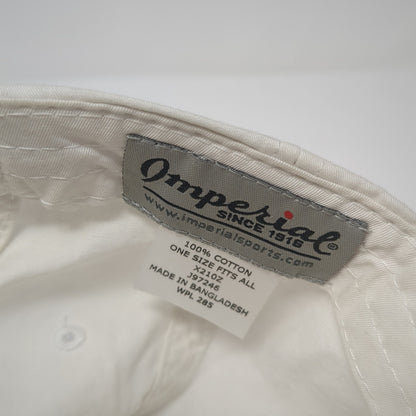 Imperial®
SINCE 1916
www.imperialsports.com
100% COTTON
ONE SIZE FITS ALL
X210Z
J97246
MADE IN BANGLADESH
WPL 285